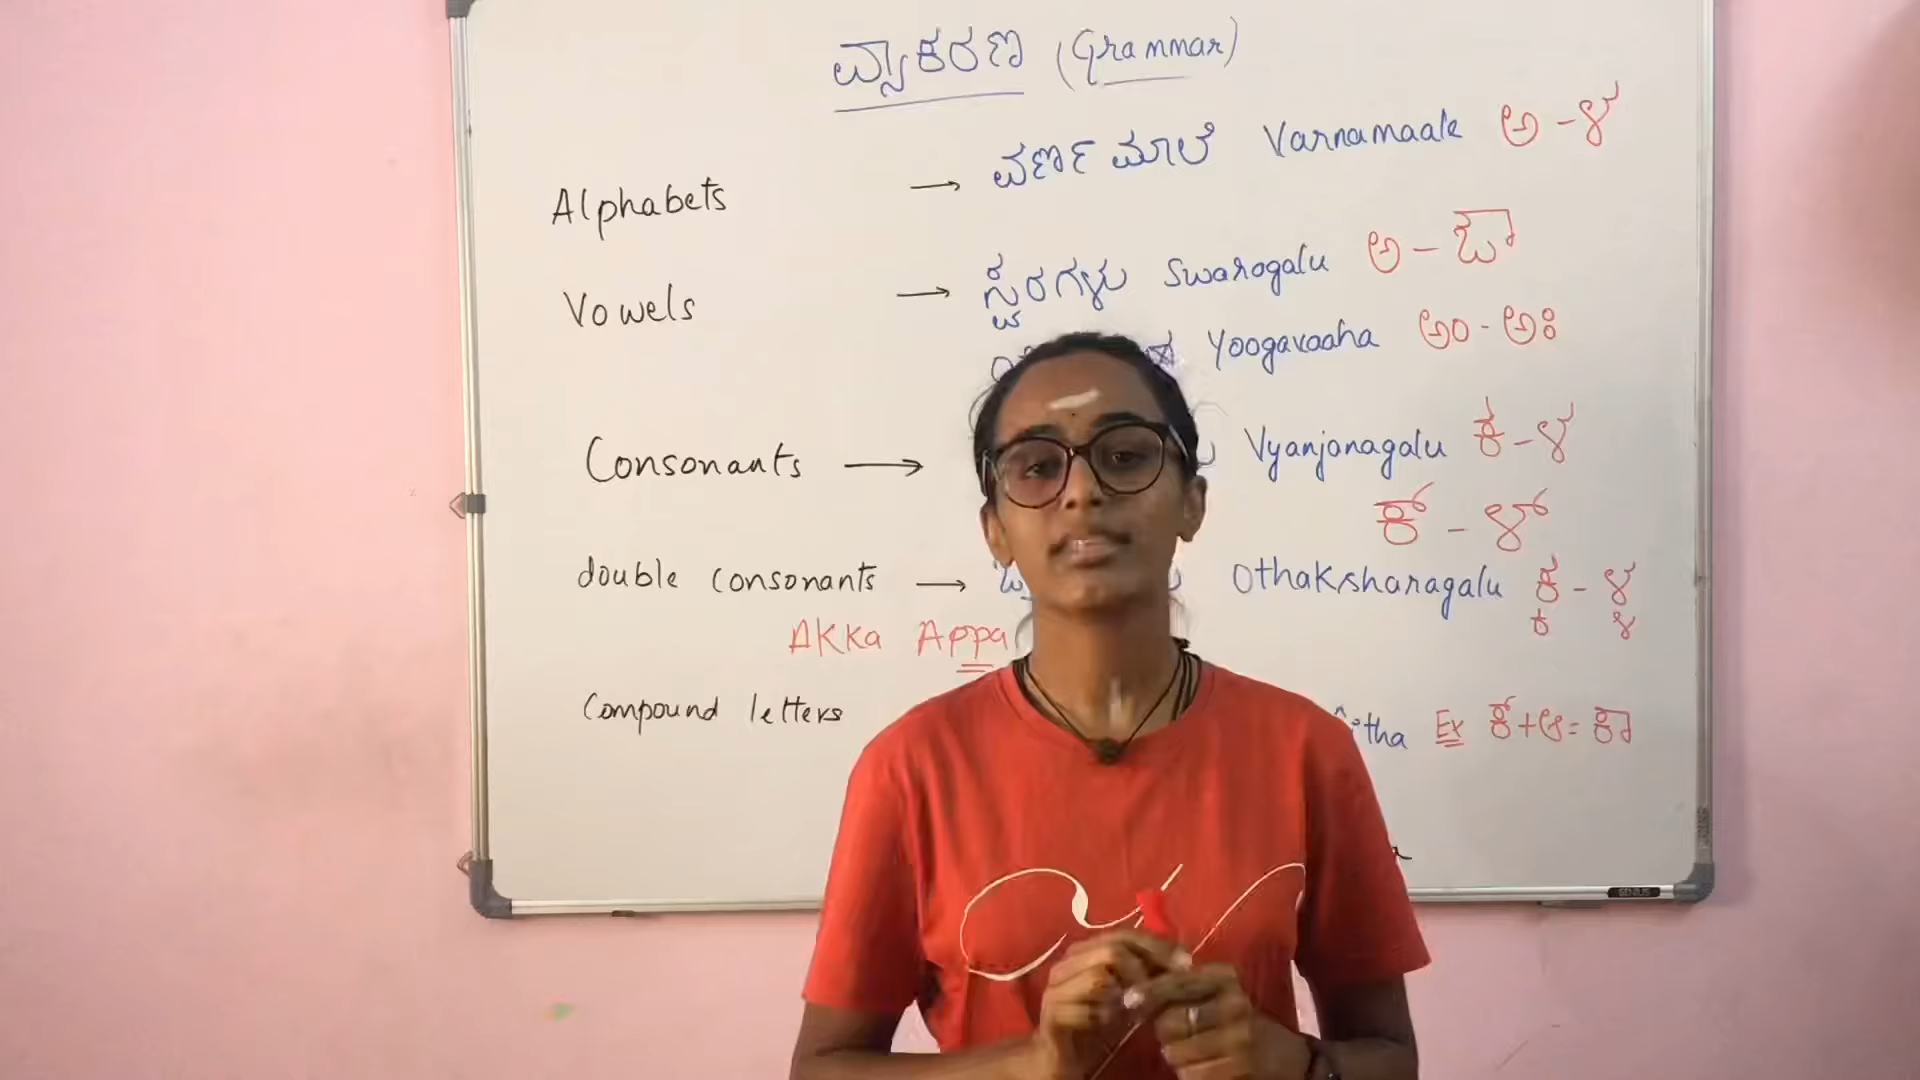 ವ್ಯಾಕರಣ (Grammar)
Alphabets → ವರ್ಣಮಾಲೆ Varnamaale ಅ - ಳ
Vowels → ಸ್ವರಗಳು Swaragalu ಅ - ಔ
Yoogavaaha ಅಂ - ಅಃ
Consonants → Vyanjanagalu ಕ - ಳ
ಕ್ - ಳ್
double consonants → Othaksharagalu ಕ್ಕ - ಳ್ಳ
Akka Appa
Compound letters Ex ಕ್+ಆ= ಕಾ